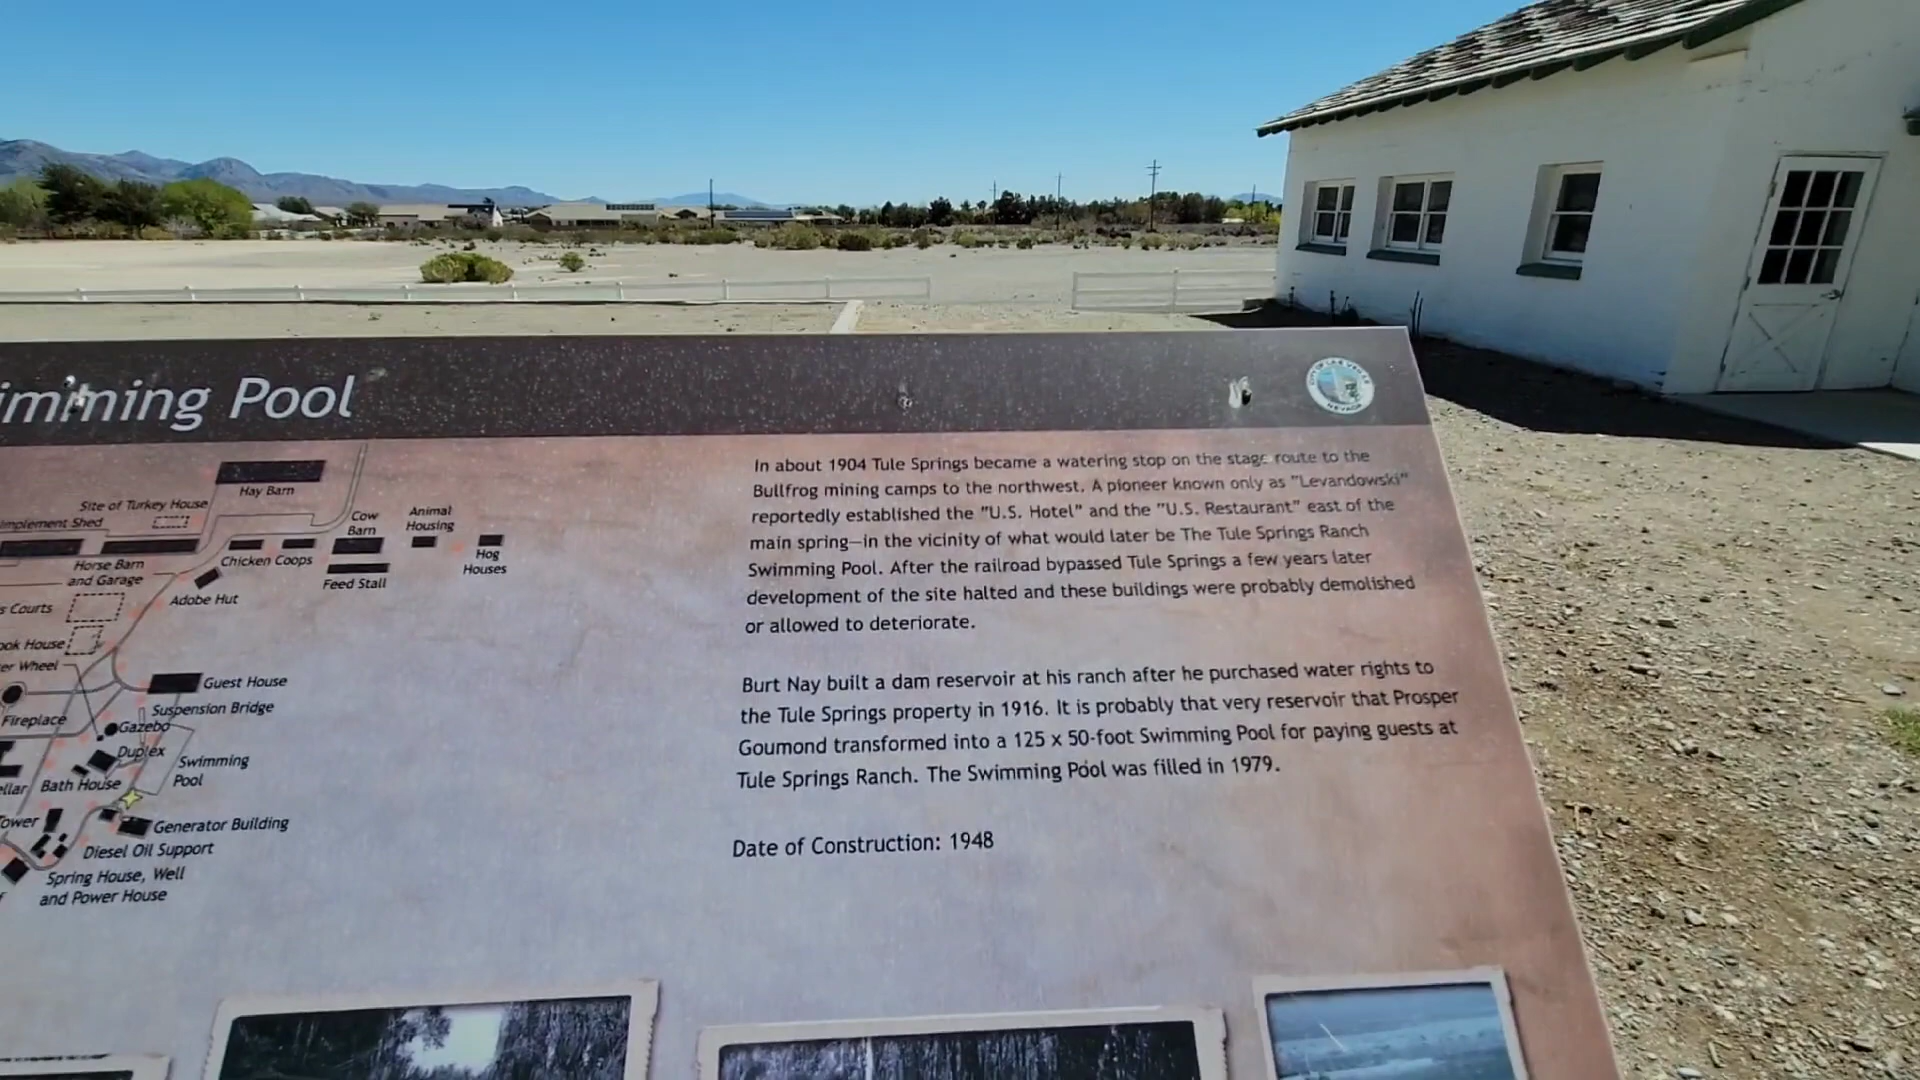 imming Pool
CITY OF LAS VEGAS
NEVADA
Hay Barn
Site of Turkey House
Implement Shed
Cow
Barn
Animal
Housing
Horse Barn
and Garage
Chicken Coops
Feed Stall
Hog
Houses
Adobe Hut
s Courts
ook House
er Wheel
Guest House
Suspension Bridge
Fireplace
Gazebo
Duplex
Swimming
Pool
Bath House
ellar
ower
Generator Building
Diesel Oil Support
Spring House, Well
and Power House
In about 1904 Tule Springs became a watering stop on the stage route to the
Bullfrog mining camps to the northwest. A pioneer known only as "Levandowski"
reportedly established the "U.S. Hotel" and the "U.S. Restaurant" east of the
main spring—in the vicinity of what would later be The Tule Springs Ranch
Swimming Pool. After the railroad bypassed Tule Springs a few years later
development of the site halted and these buildings were probably demolished
or allowed to deteriorate.
Burt Nay built a dam reservoir at his ranch after he purchased water rights to
the Tule Springs property in 1916. It is probably that very reservoir that Prosper
Goumond transformed into a 125 x 50-foot Swimming Pool for paying guests at
Tule Springs Ranch. The Swimming Pool was filled in 1979.
Date of Construction: 1948